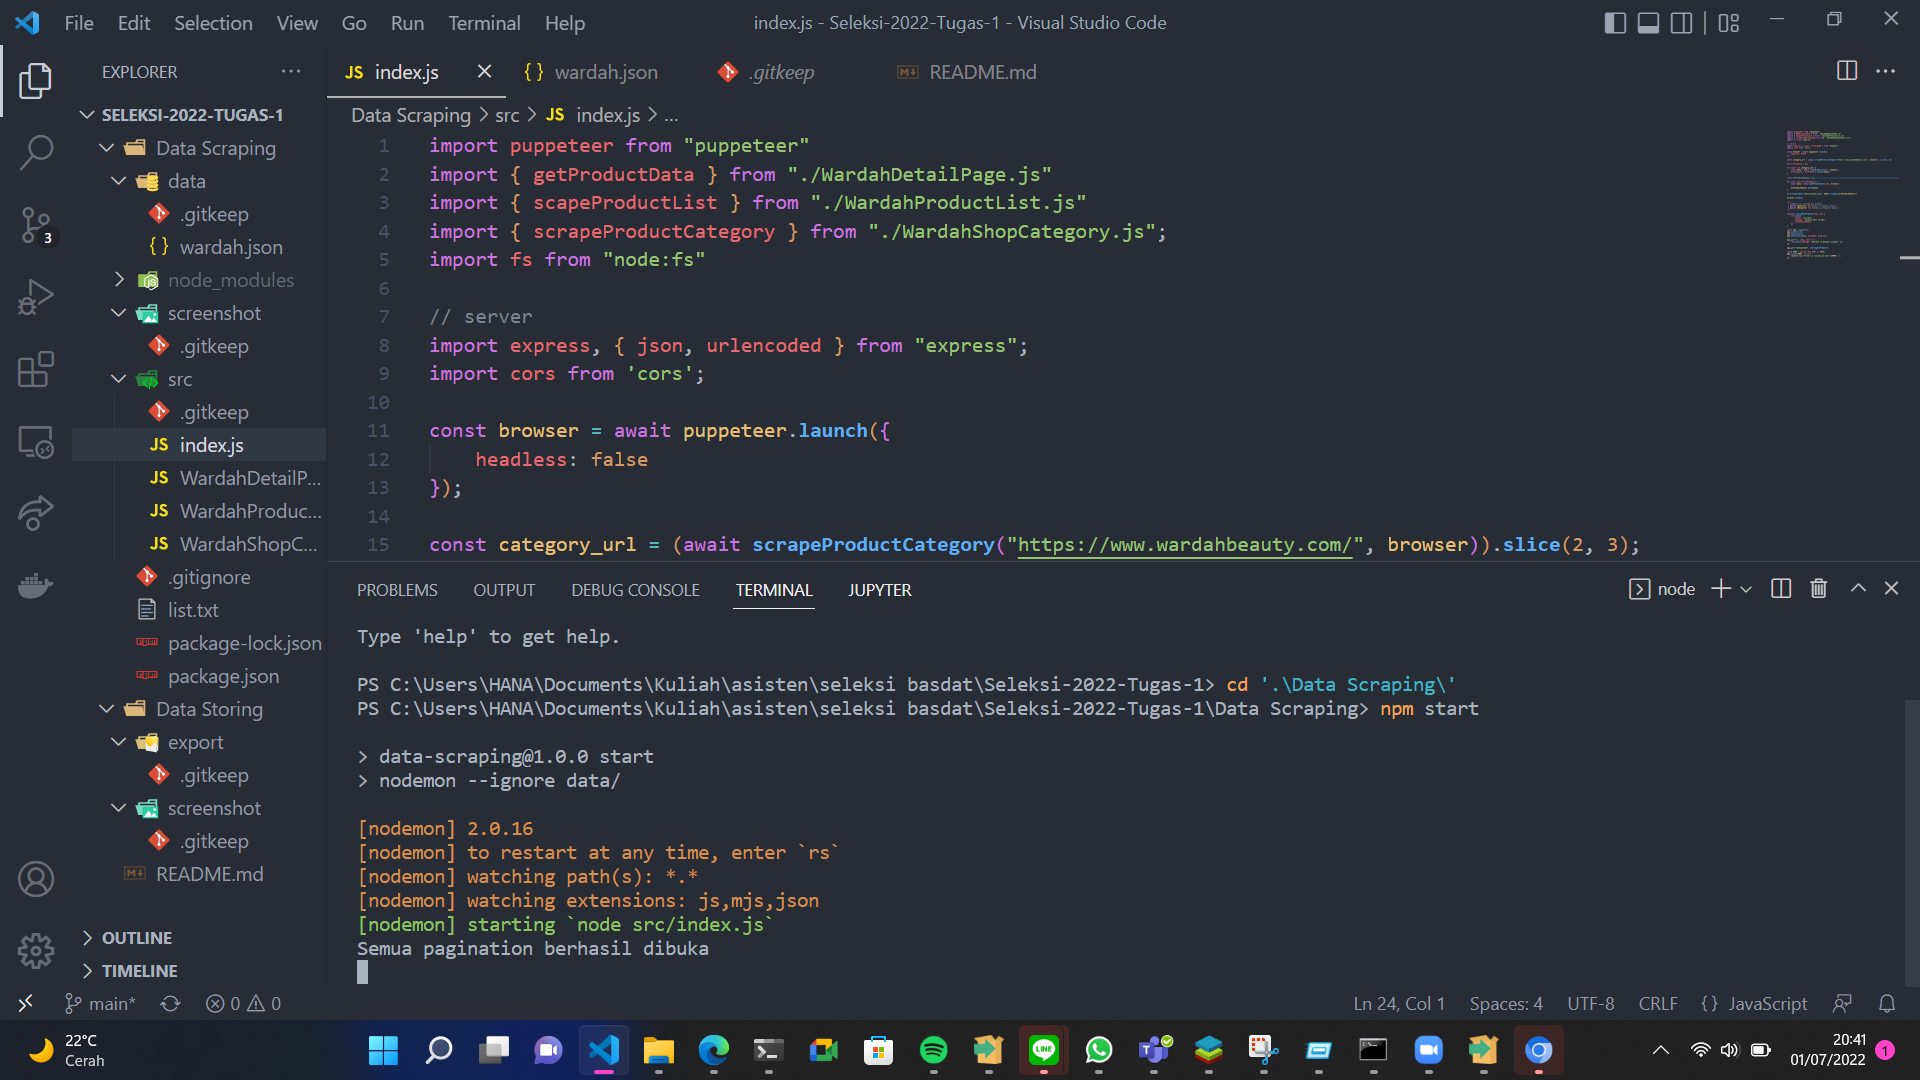 File Edit Selection View Go Run Terminal Help
index.js - Seleksi-2022-Tugas-1 - Visual Studio Code
EXPLORER
SELEKSI-2022-TUGAS-1
Data Scraping
data
.gitkeep
{} wardah.json
node_modules
screenshot
.gitkeep
src
.gitkeep
JS index.js
JS WardahDetailP...
JS WardahProduc...
JS WardahShopC...
.gitignore
list.txt
package-lock.json
package.json
Data Storing
export
.gitkeep
screenshot
.gitkeep
README.md
OUTLINE
TIMELINE
3
JS index.js {} wardah.json .gitkeep README.md
Data Scraping > src > JS index.js > ...
1 import puppeteer from "puppeteer"
2 import { getProductData } from "./WardahDetailPage.js"
3 import { scapeProductList } from "./WardahProductList.js"
4 import { scrapeProductCategory } from "./WardahShopCategory.js";
5 import fs from "node:fs"
6
7 // server
8 import express, { json, urlencoded } from "express";
9 import cors from 'cors';
10
11 const browser = await puppeteer.launch({
12 headless: false
13 });
14
15 const category_url = (await scrapeProductCategory("https://www.wardahbeauty.com/", browser)).slice(2, 3);
PROBLEMS OUTPUT DEBUG CONSOLE TERMINAL JUPYTER
node
Type 'help' to get help.
PS C:\Users\HANA\Documents\Kuliah\asisten\seleksi basdat\Seleksi-2022-Tugas-1> cd '.\Data Scraping\'
PS C:\Users\HANA\Documents\Kuliah\asisten\seleksi basdat\Seleksi-2022-Tugas-1\Data Scraping> npm start
> data-scraping@1.0.0 start
> nodemon --ignore data/
[nodemon] 2.0.16
[nodemon] to restart at any time, enter `rs`
[nodemon] watching path(s): *.*
[nodemon] watching extensions: js,mjs,json
[nodemon] starting `node src/index.js`
Semua pagination berhasil dibuka
main* 0 0
Ln 24, Col 1 Spaces: 4 UTF-8 CRLF {} JavaScript
22°C
Cerah
LINE
20:41
01/07/2022
1